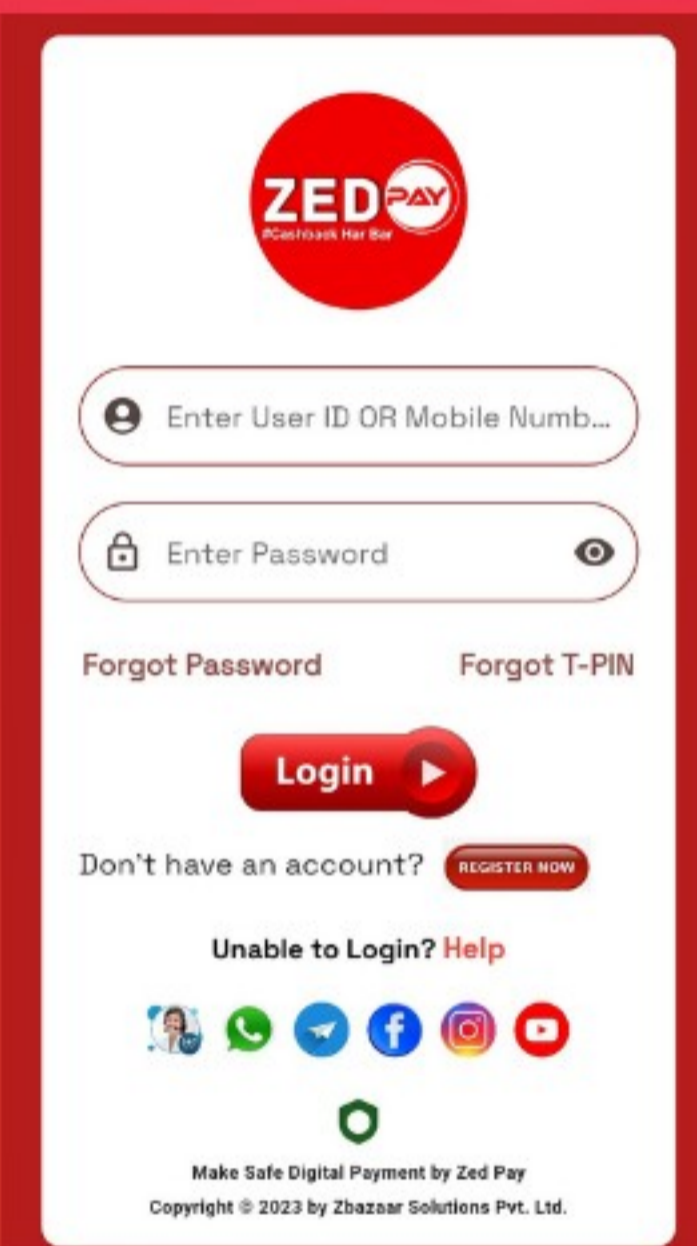 ZED PAY
#Cashback Har Bar
Enter User ID OR Mobile Numb...
Enter Password
Forgot Password
Forgot T-PIN
Login
Don't have an account?
REGISTER NOW
Unable to Login? Help
Make Safe Digital Payment by Zed Pay
Copyright © 2023 by Zbazaar Solutions Pvt. Ltd.